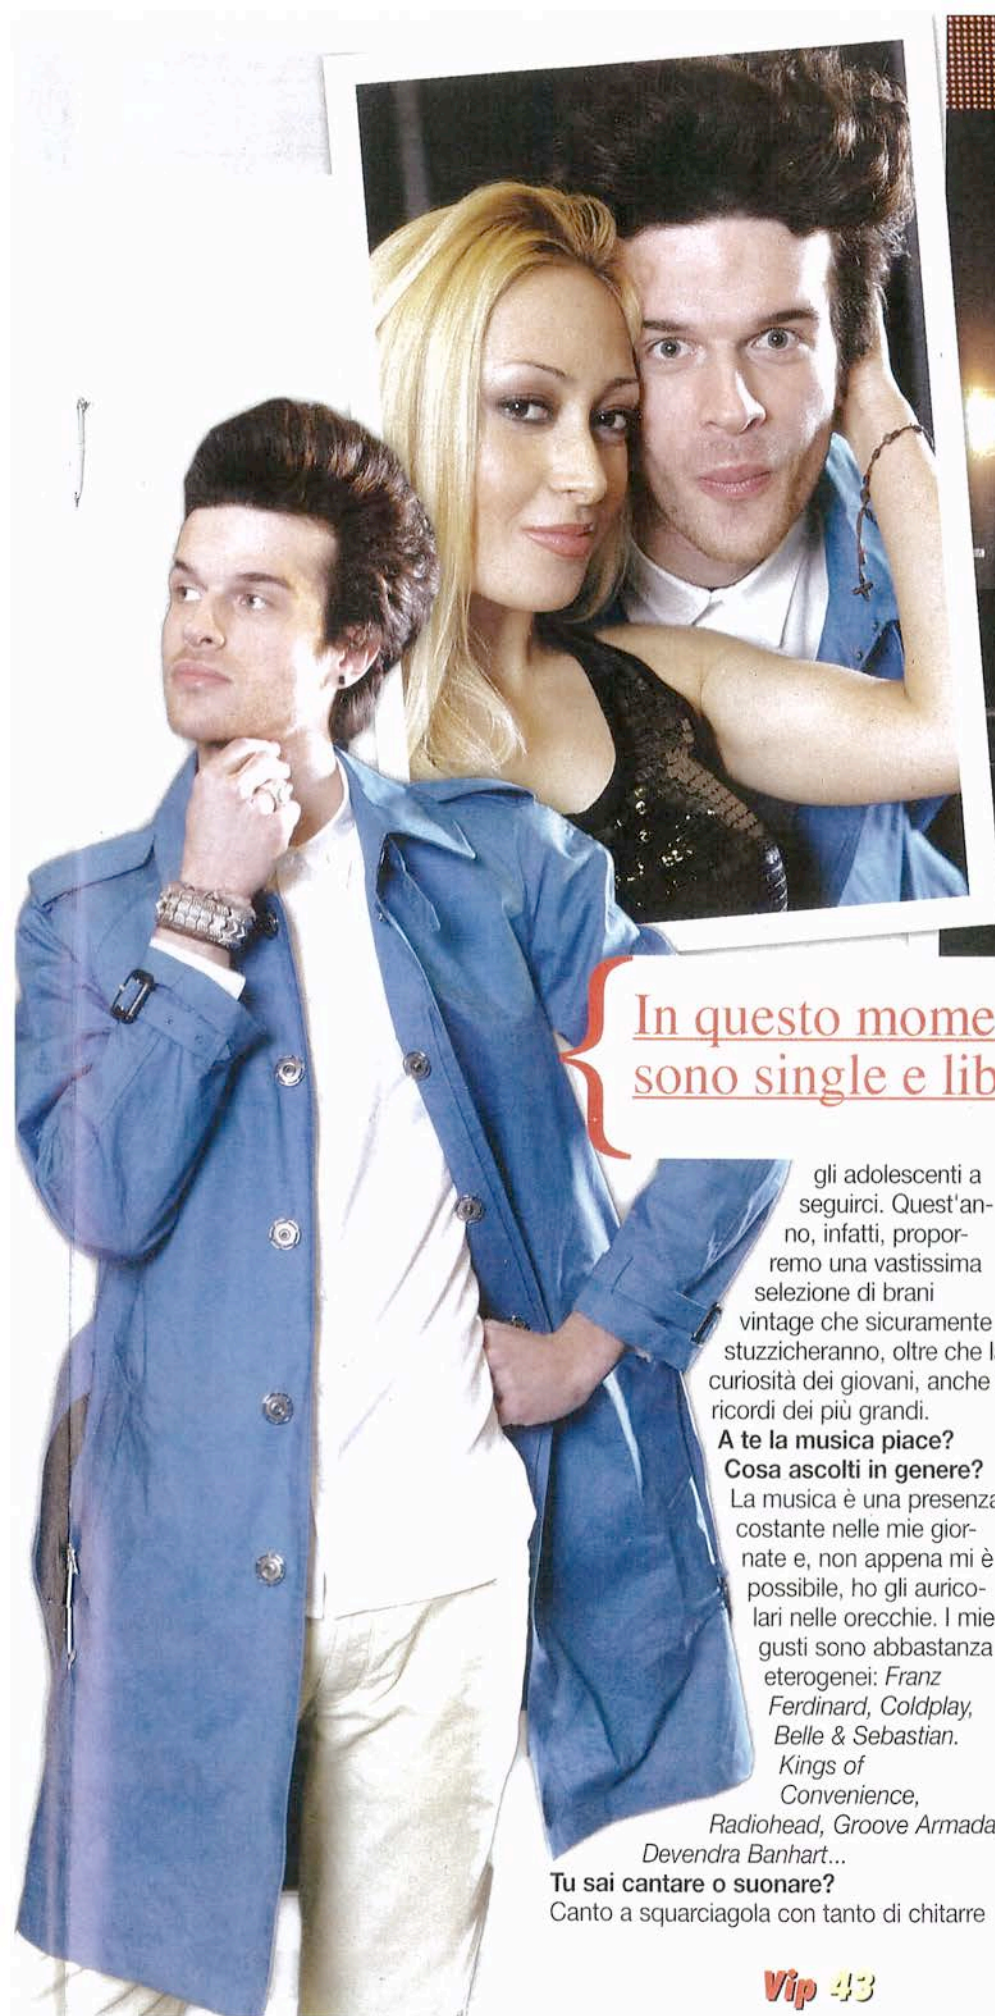 In questo mome
sono single e lib
gli adolescenti a
seguirci. Quest'an-
no, infatti, propor-
remo una vastissima
selezione di brani
vintage che sicuramente
stuzzicheranno, oltre che l
curiosità dei giovani, anche
ricordi dei più grandi.
A te la musica piace?
Cosa ascolti in genere?
La musica è una presenza
costante nelle mie gior-
nate e, non appena mi è
possibile, ho gli aurico-
lari nelle orecchie. I mie
gusti sono abbastanza
eterogenei: Franz
Ferdinard, Coldplay,
Belle & Sebastian.
Kings of
Convenience,
Radiohead, Groove Armada
Devendra Banhart...
Tu sai cantare o suonare?
Canto a squarciagola con tanto di chitarre
Vip 43